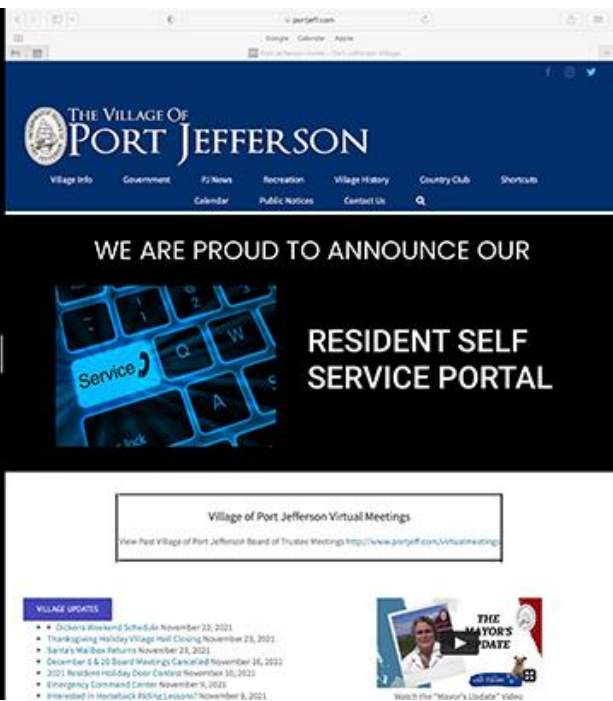 portjeff.com
Google Calendar Apple
Port Jefferson Home - Port Jefferson Village
THE VILLAGE OF
PORT JEFFERSON
Village Info Government PJ News Recreation Village History Country Club Shortcuts
Calendar Public Notices Contact Us
WE ARE PROUD TO ANNOUNCE OUR
Service
Q
W
A
RESIDENT SELF
SERVICE PORTAL
Village of Port Jefferson Virtual Meetings
View Past Village of Port Jefferson Board of Trustee Meetings http://www.portjeff.com/virtualmeetings
VILLAGE UPDATES
Dickens Weekend Schedule November 23, 2021
Thanksgiving Holiday Village Hall Closing November 23, 2021
Santa's Mailbox Returns November 23, 2021
December 6 & 20 Board Meetings Cancelled November 16, 2021
2021 Resident Holiday Door Contest November 10, 2021
Emergency Command Center November 9, 2021
Interested in Horseback Riding Lessons? November 9, 2021
THE
MAYOR'S
UPDATE
Watch the "Mayor's Update" Video